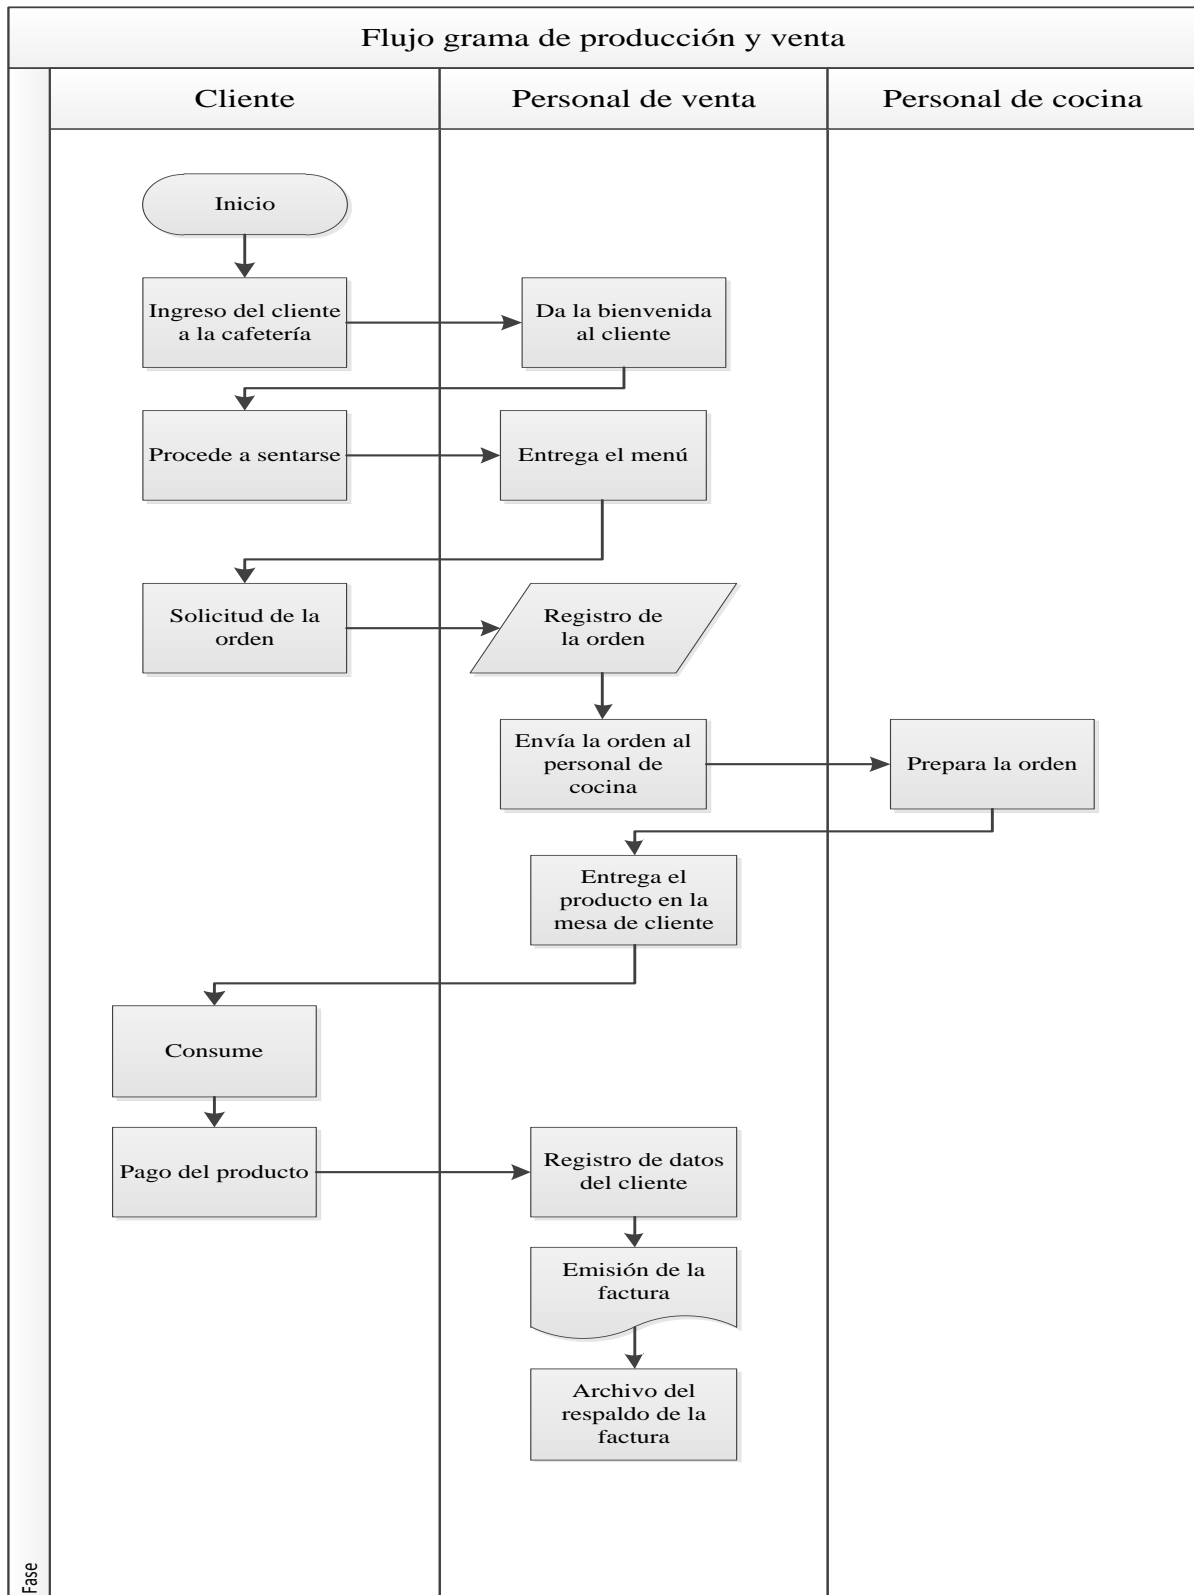 Flujo grama de producción y venta
Cliente
Personal de venta
Personal de cocina
Inicio
Ingreso del cliente
a la cafetería
Da la bienvenida
al cliente
Procede a sentarse
Entrega el menú
Solicitud de la
orden
Registro de
la orden
Envía la orden al
personal de
cocina
Prepara la orden
Entrega el
producto en la
mesa de cliente
Consume
Pago del producto
Registro de datos
del cliente
Emisión de la
factura
Archivo del
respaldo de la
factura
Fase